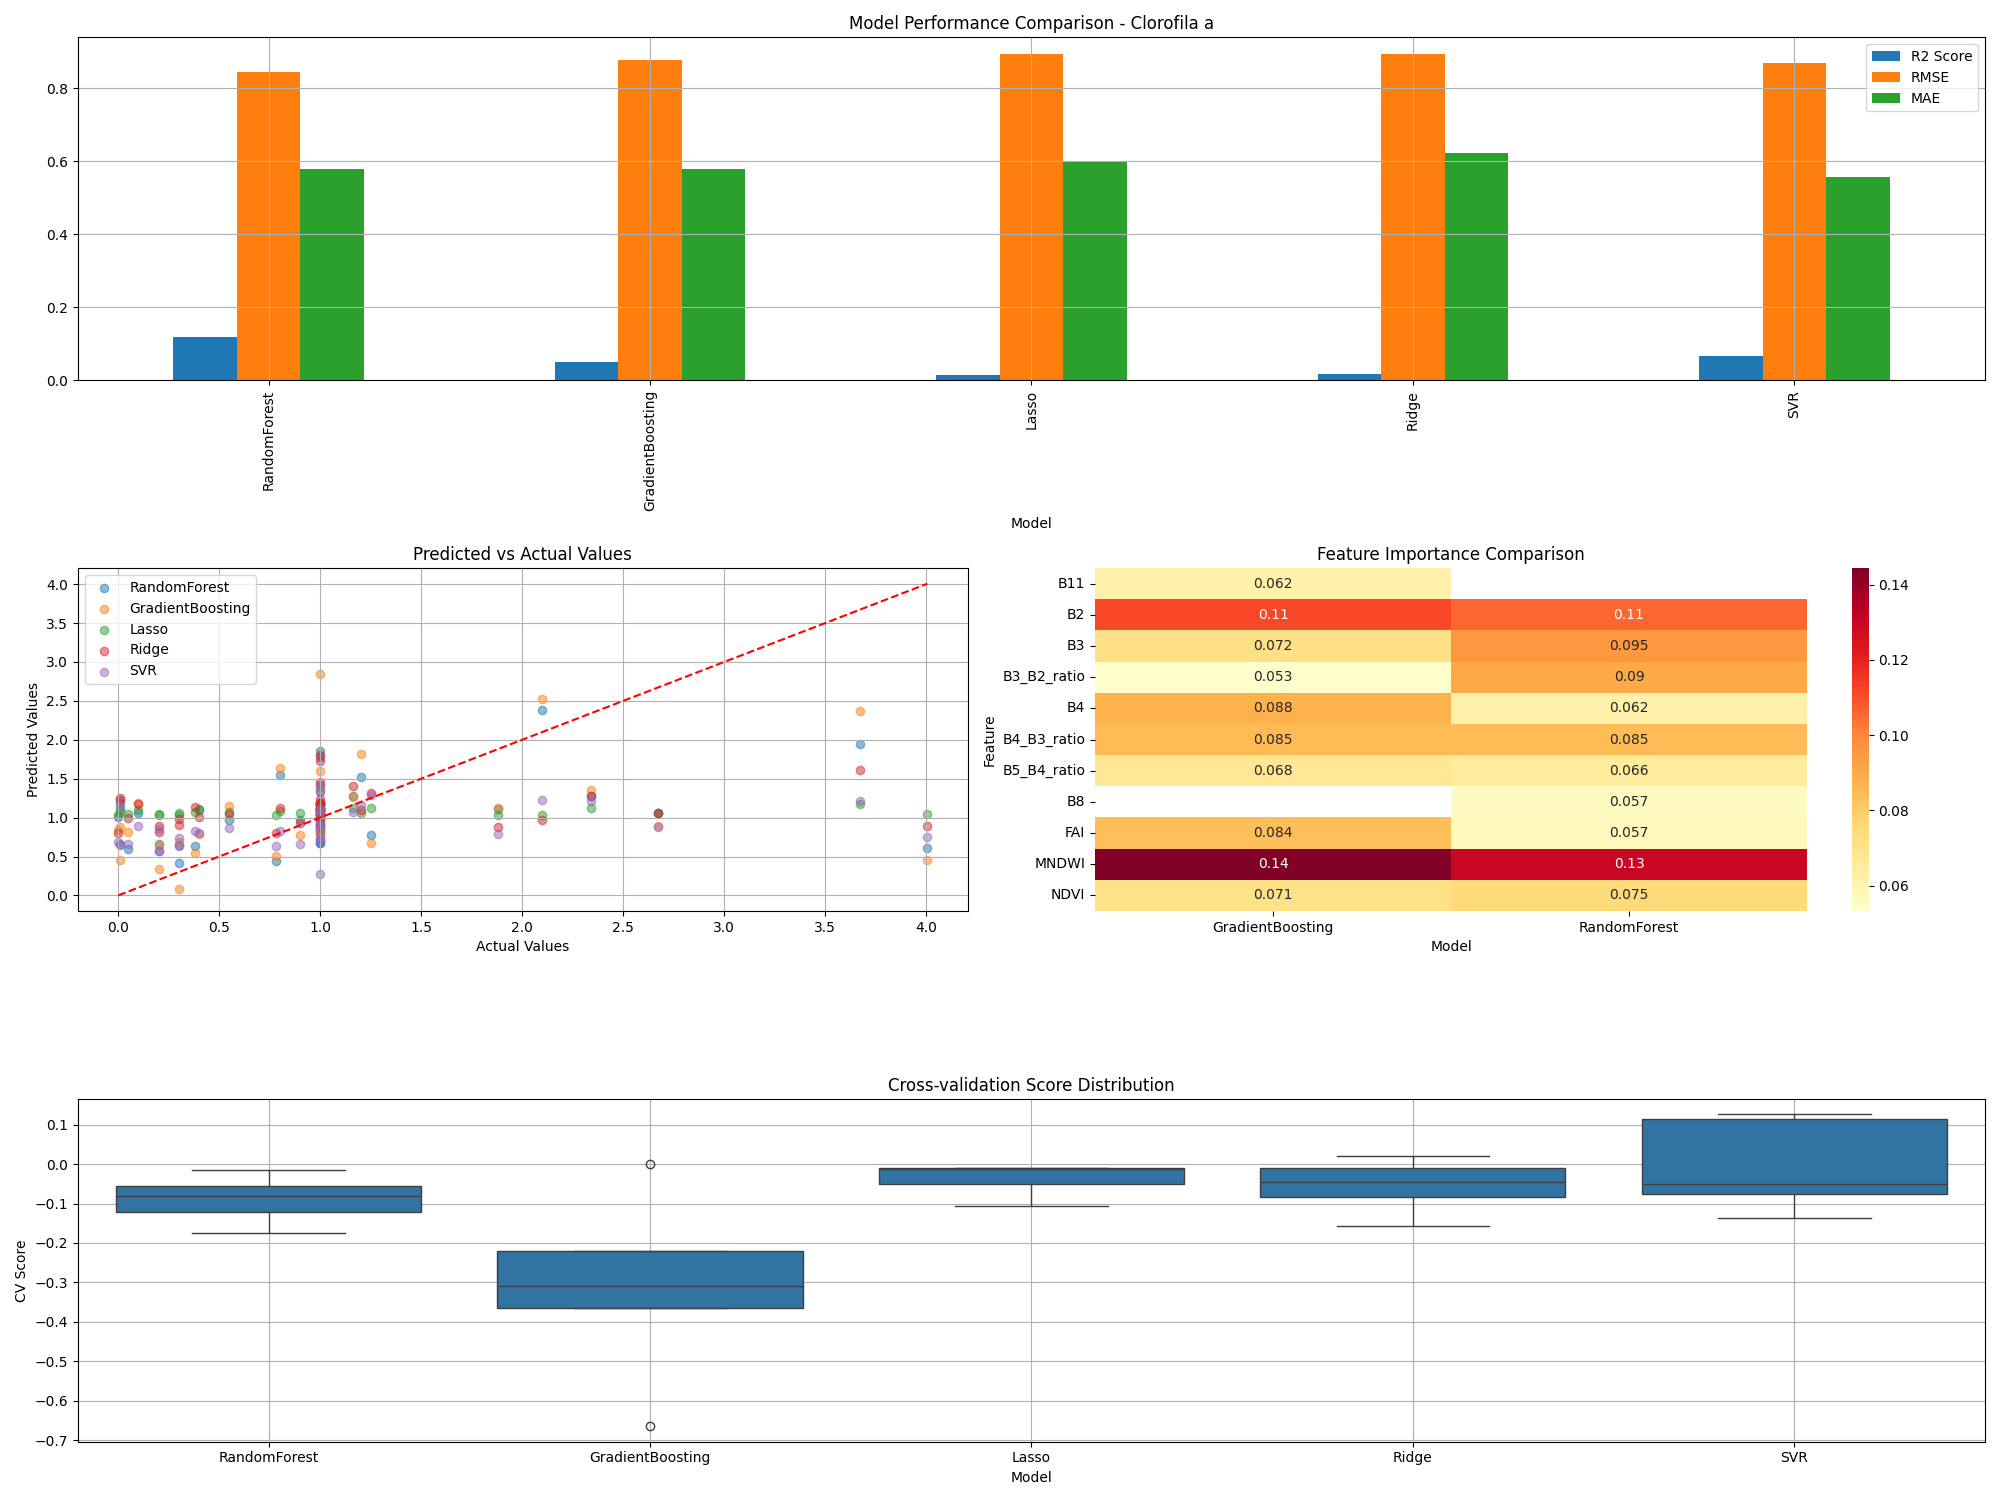 Model Performance Comparison - Clorofila a
R2 Score
RMSE
MAE
0.8
0.6
0.4
0.2
0.0
RandomForest
GradientBoosting
Lasso
Ridge
SVR
Model
Predicted vs Actual Values
RandomForest
GradientBoosting
Lasso
Ridge
SVR
4.0
3.5
3.0
2.5
2.0
1.5
1.0
0.5
0.0
Predicted Values
0.0 0.5 1.0 1.5 2.0 2.5 3.0 3.5 4.0
Actual Values
Feature Importance Comparison
Feature
B11 0.062
B2 0.11 0.11
B3 0.072 0.095
B3_B2_ratio 0.053 0.09
B4 0.088 0.062
B4_B3_ratio 0.085 0.085
B5_B4_ratio 0.068 0.066
B8 0.057
FAI 0.084 0.057
MNDWI 0.14 0.13
NDVI 0.071 0.075
GradientBoosting RandomForest
Model
0.14
0.12
0.10
0.08
0.06
Cross-validation Score Distribution
0.1
0.0
−0.1
−0.2
−0.3
−0.4
−0.5
−0.6
−0.7
CV Score
RandomForest GradientBoosting Lasso Ridge SVR
Model